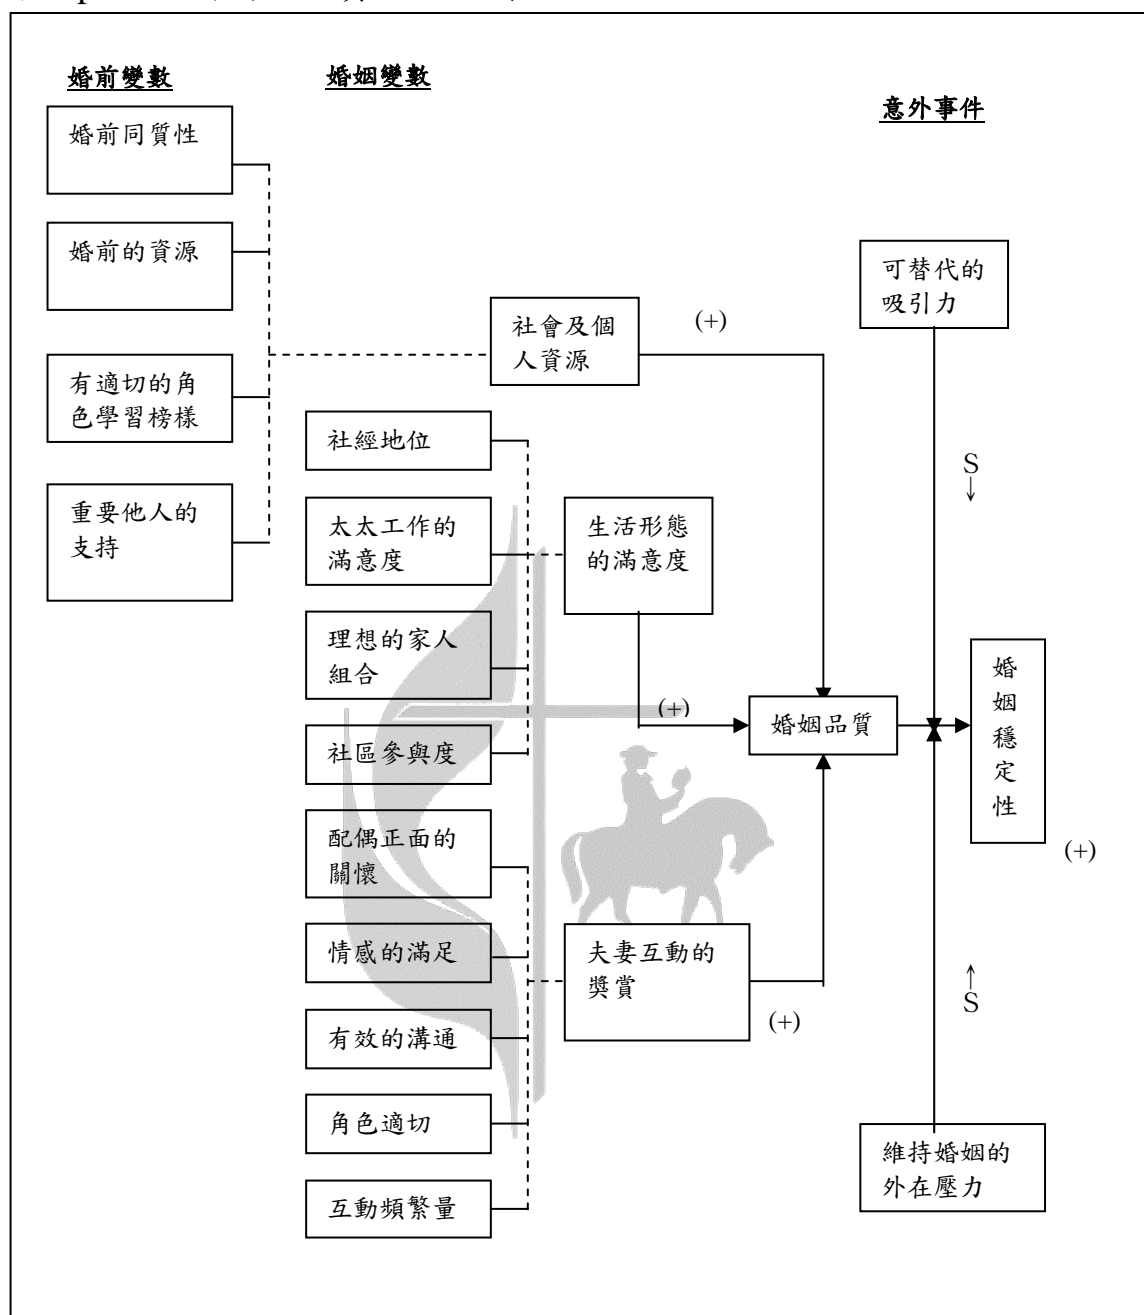 婚前變數
婚姻變數
意外事件
婚前同質性
婚前的資源
有適切的角
色學習榜樣
重要他人的
支持
社會及個
人資源
(+)
可替代的
吸引力
社經地位
太太工作的
滿意度
理想的家人
組合
社區參與度
生活形態
的滿意度
(+)
S
↓
婚姻品質
婚
姻
穩
定
性
(+)
配偶正面的
關懷
情感的滿足
有效的溝通
角色適切
互動頻繁量
夫妻互動的
獎賞
(+)
↑
S
維持婚姻的
外在壓力